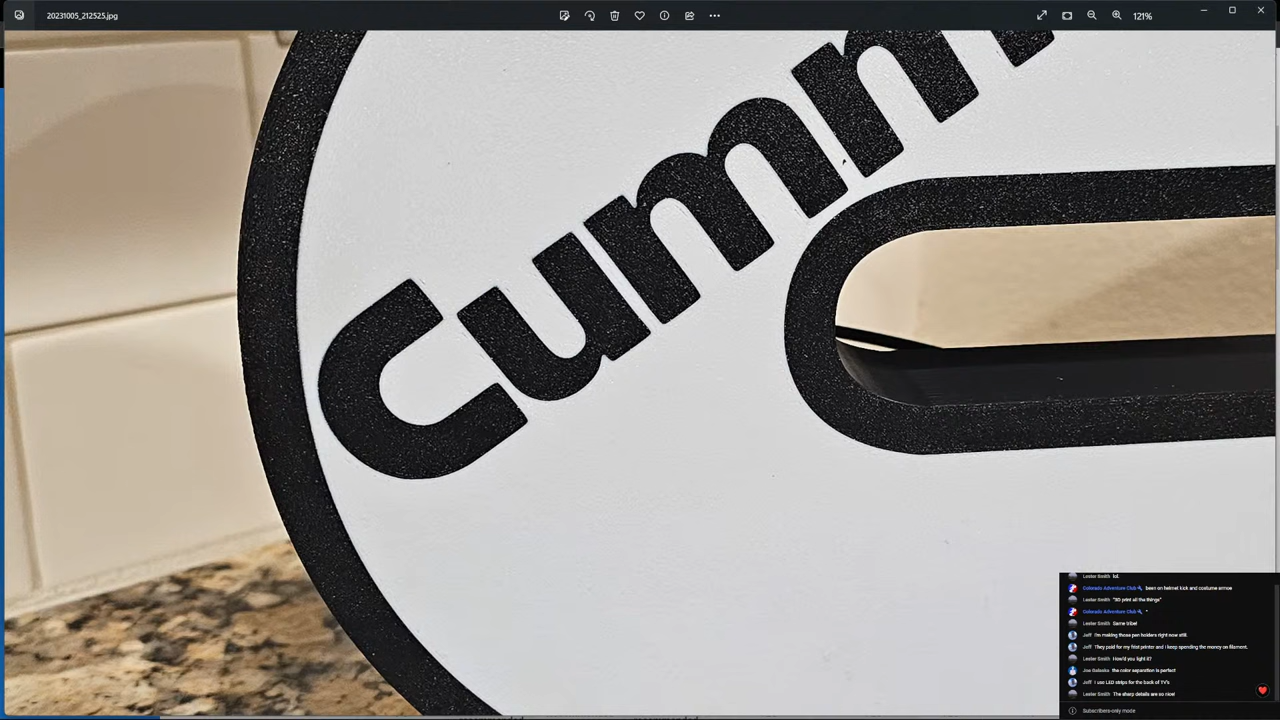 20231005_212525.jpg
121%
Cumm
Lester Smith lol.
Colorado Adventure Club been on helmet kick and costume armoe
Lester Smith "3D print all the things"
Colorado Adventure Club *
Lester Smith Same tribe!
Jeff I'm making those pen holders right now still.
Jeff They paid for my first printer and I keep spending the money on filament.
Lester Smith How'd you light it?
the color separation is perfect
Jeff I use LED strips for the back of TV's
Lester Smith The sharp details are so nice!
Subscribers-only mode